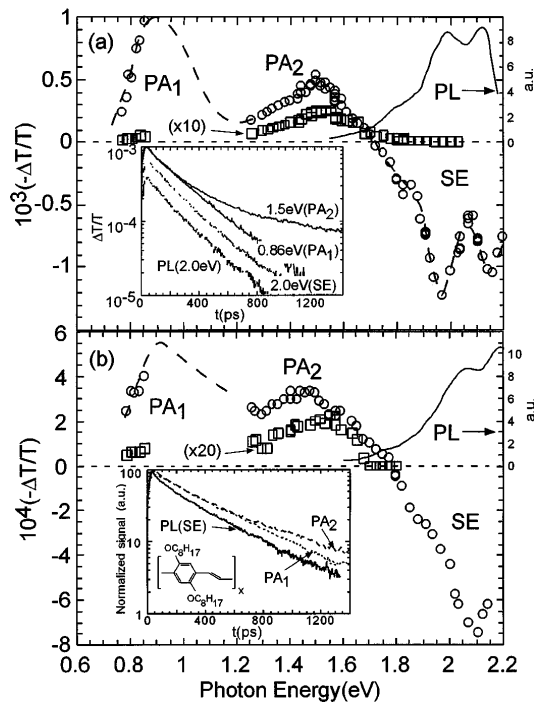 (a)
1
0.5
0
-0.5
-1
10³(-ΔT/T)
PA₁
PA₂
(x10)
PL
SE
8
6
4
2
0
a.u.
10⁻³
10⁻⁴
10⁻⁵
ΔT/T
1.5eV(PA₂)
0.86eV(PA₁)
PL(2.0eV)
2.0eV(SE)
0 400 800 1200
t(ps)
(b)
6
4
2
0
-2
-4
-6
-8
10⁴(-ΔT/T)
PA₁
PA₂
(x20)
PL
SE
10
8
6
4
2
0
a.u.
100
10
1
Normalized signal (a.u.)
PL(SE)
PA₂
PA₁
OC₈H₁₇
x
OC₈H₁₇
0 400 800 1200
t(ps)
0.6 0.8 1 1.2 1.4 1.6 1.8 2 2.2
Photon Energy(eV)